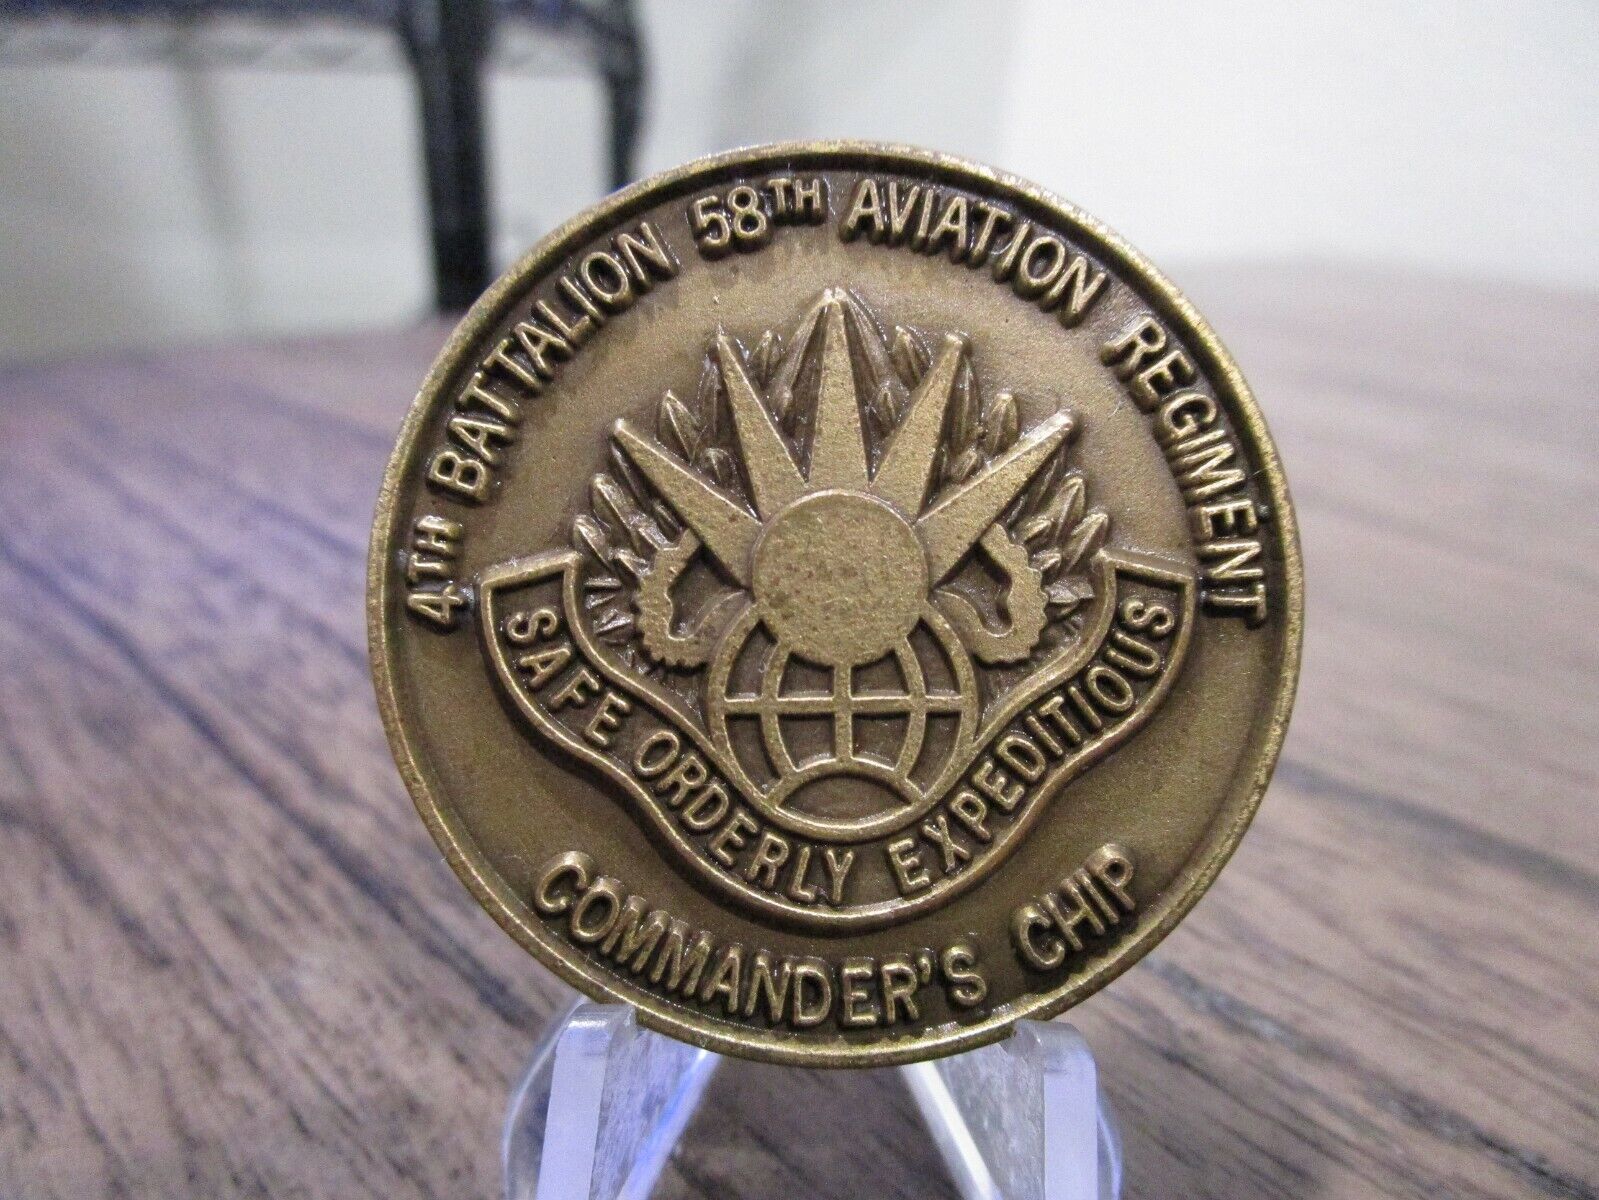 4TH BATTALION 58TH AVIATION REGIMENT
SAFE ORDERLY EXPEDITIOUS
COMMANDER'S CHIP